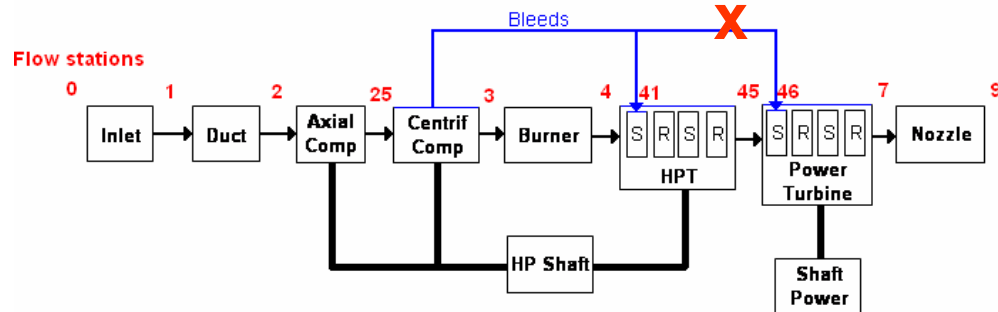 Bleeds
X
Flow stations
0
1
2
25
3
4
41
45
46
7
9
Inlet
Duct
Axial
Comp
Centrif
Comp
Burner
S R S R
HPT
S R S R
Power
Turbine
Nozzle
HP Shaft
Shaft
Power